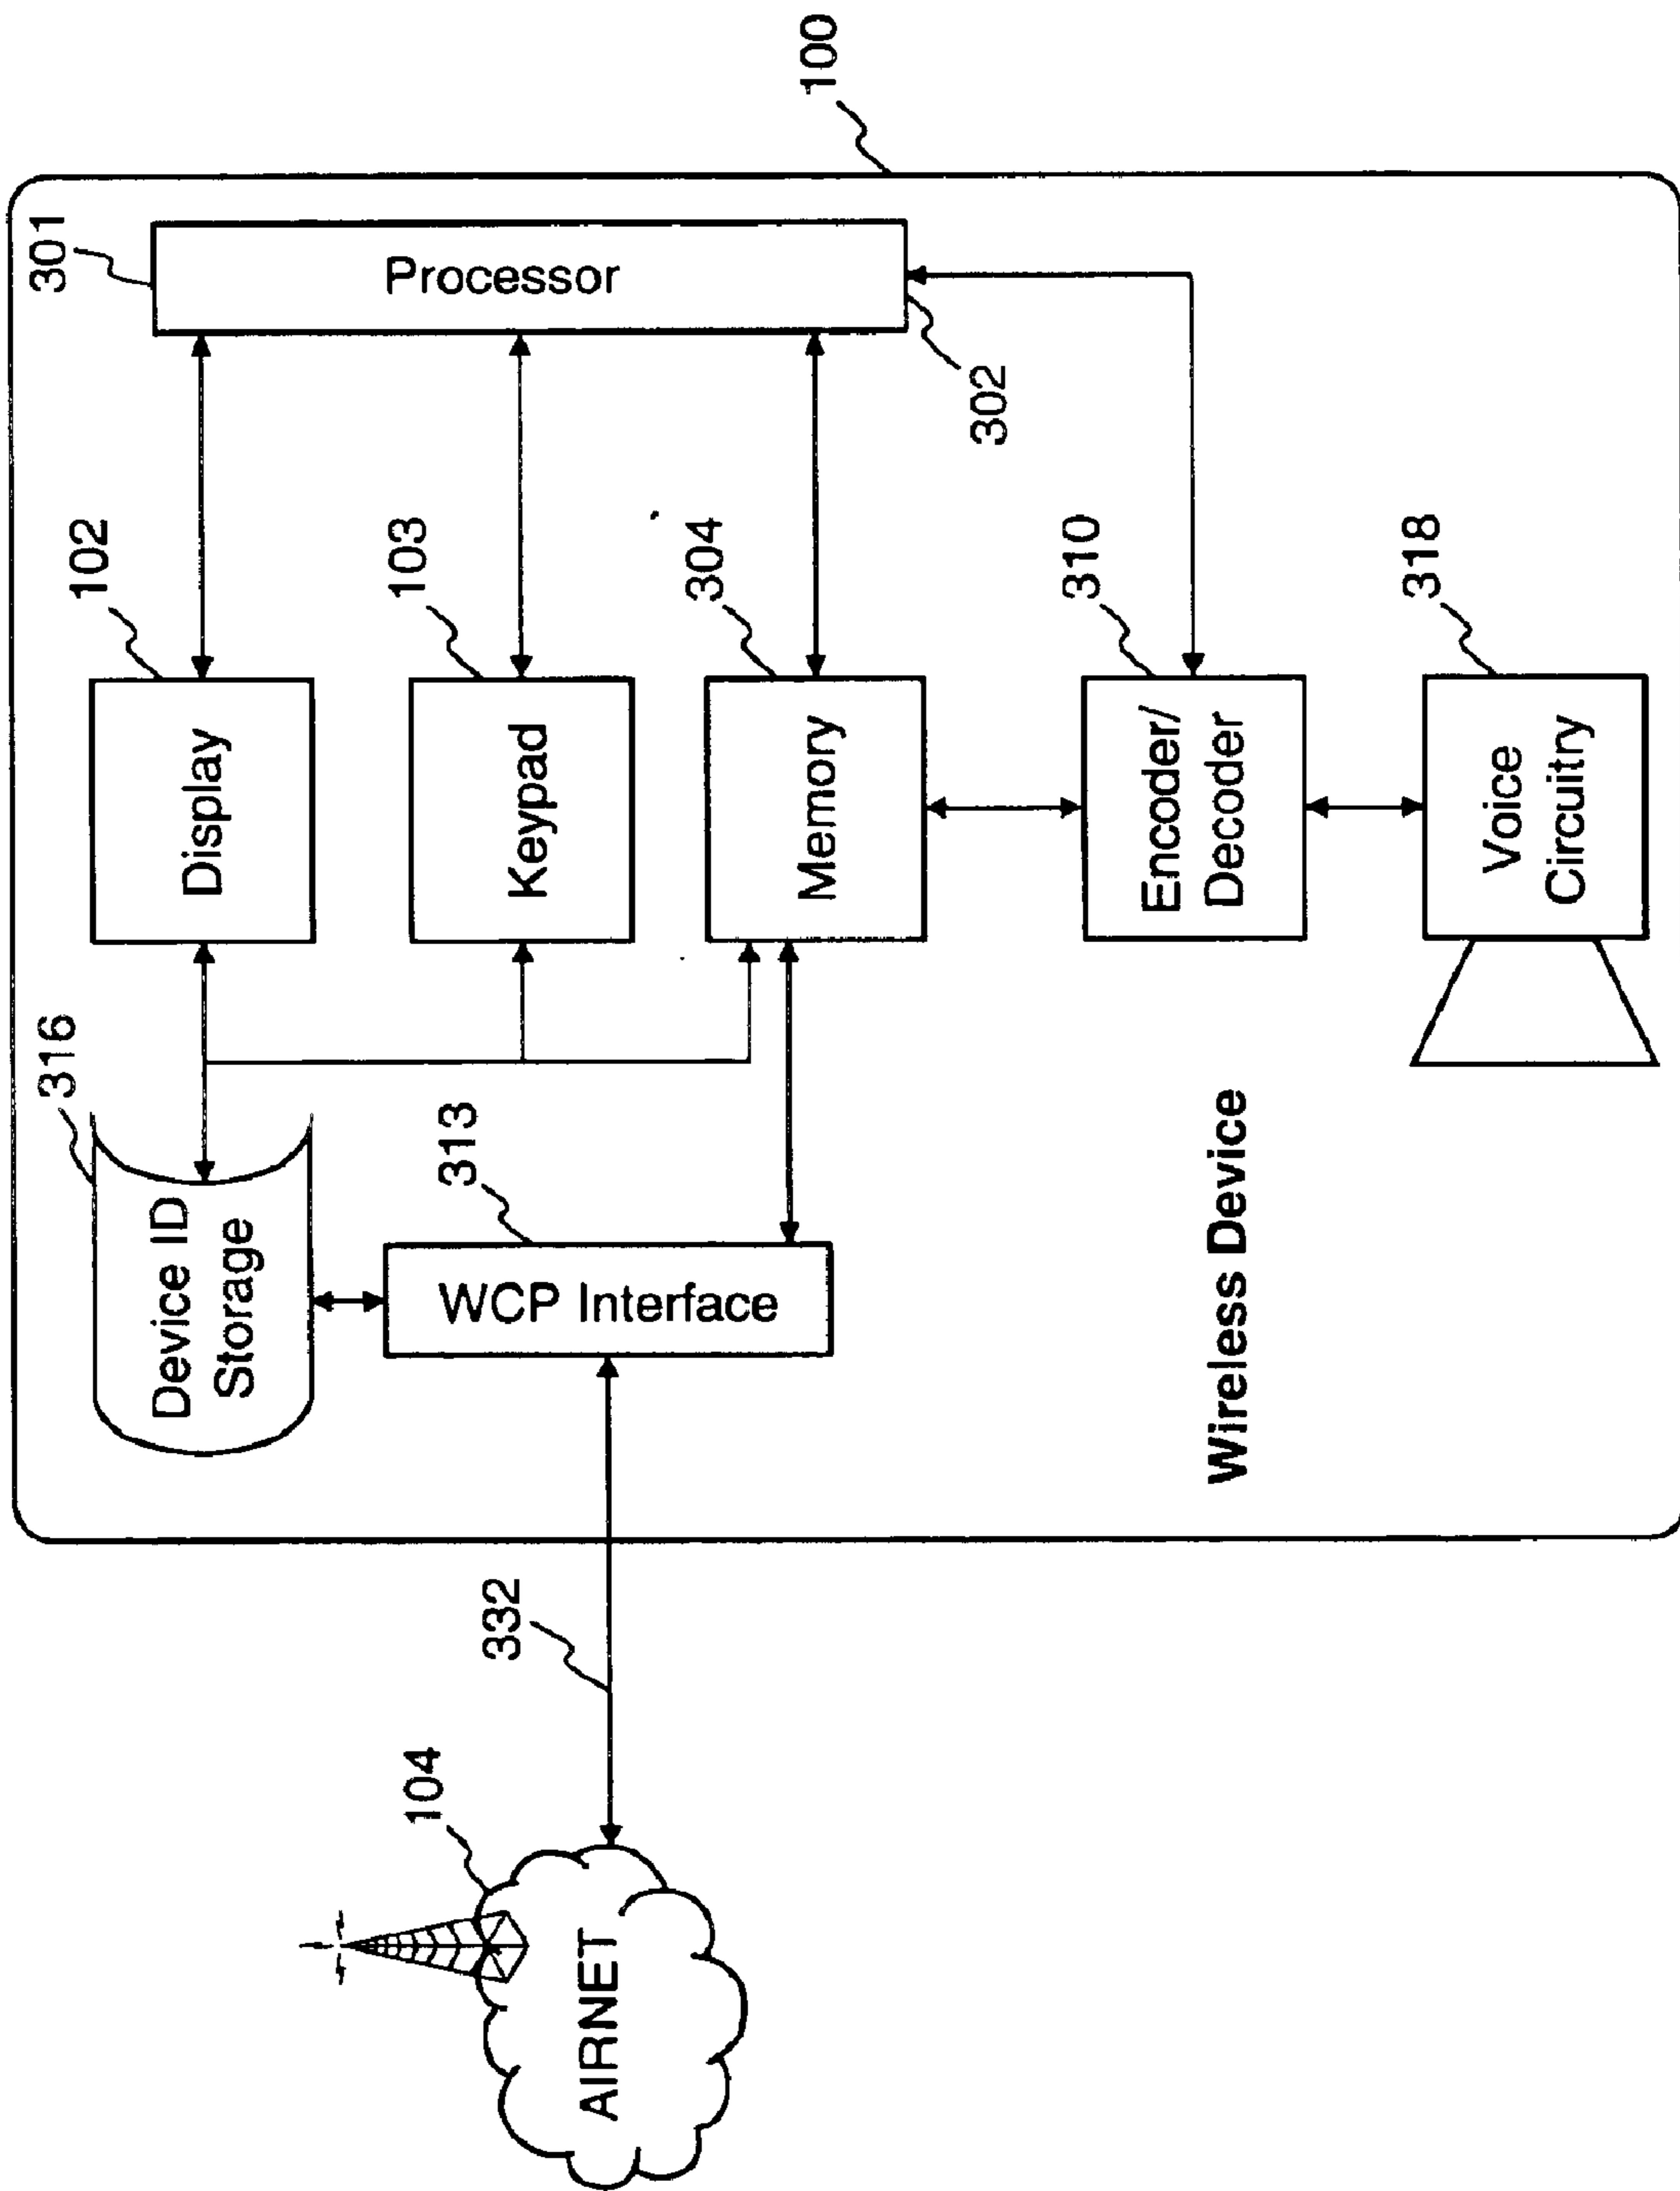 104
AIRNET
332
316
Device ID
Storage
313
WCP Interface
102
Display
103
Keypad
304
Memory
310
Encoder/
Decoder
318
Voice
Circuitry
301
Processor
302
100
Wireless Device